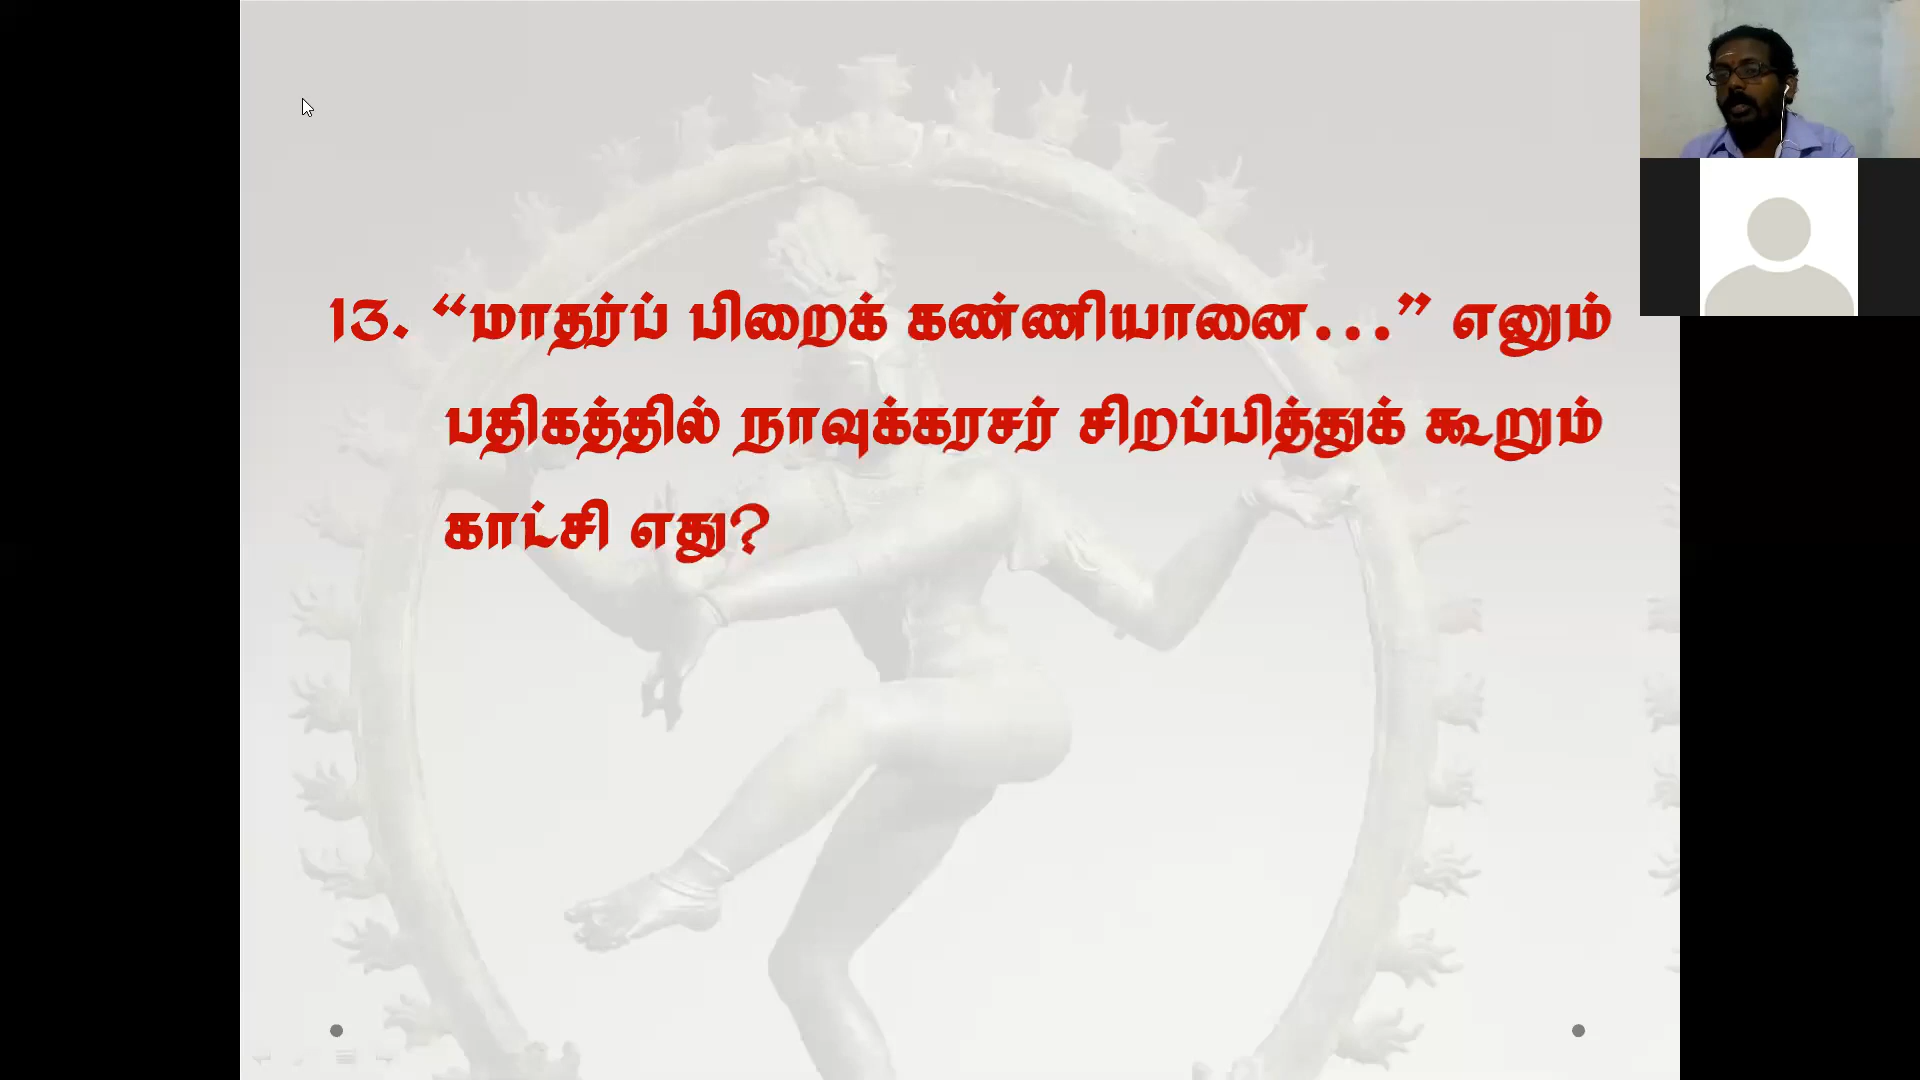 13. “மாதர்ப் பிறைக் கண்ணியானை...” எனும்
பதிகத்தில் நாவுக்கரசர் சிறப்பித்துக் கூறும்
காட்சி எது?